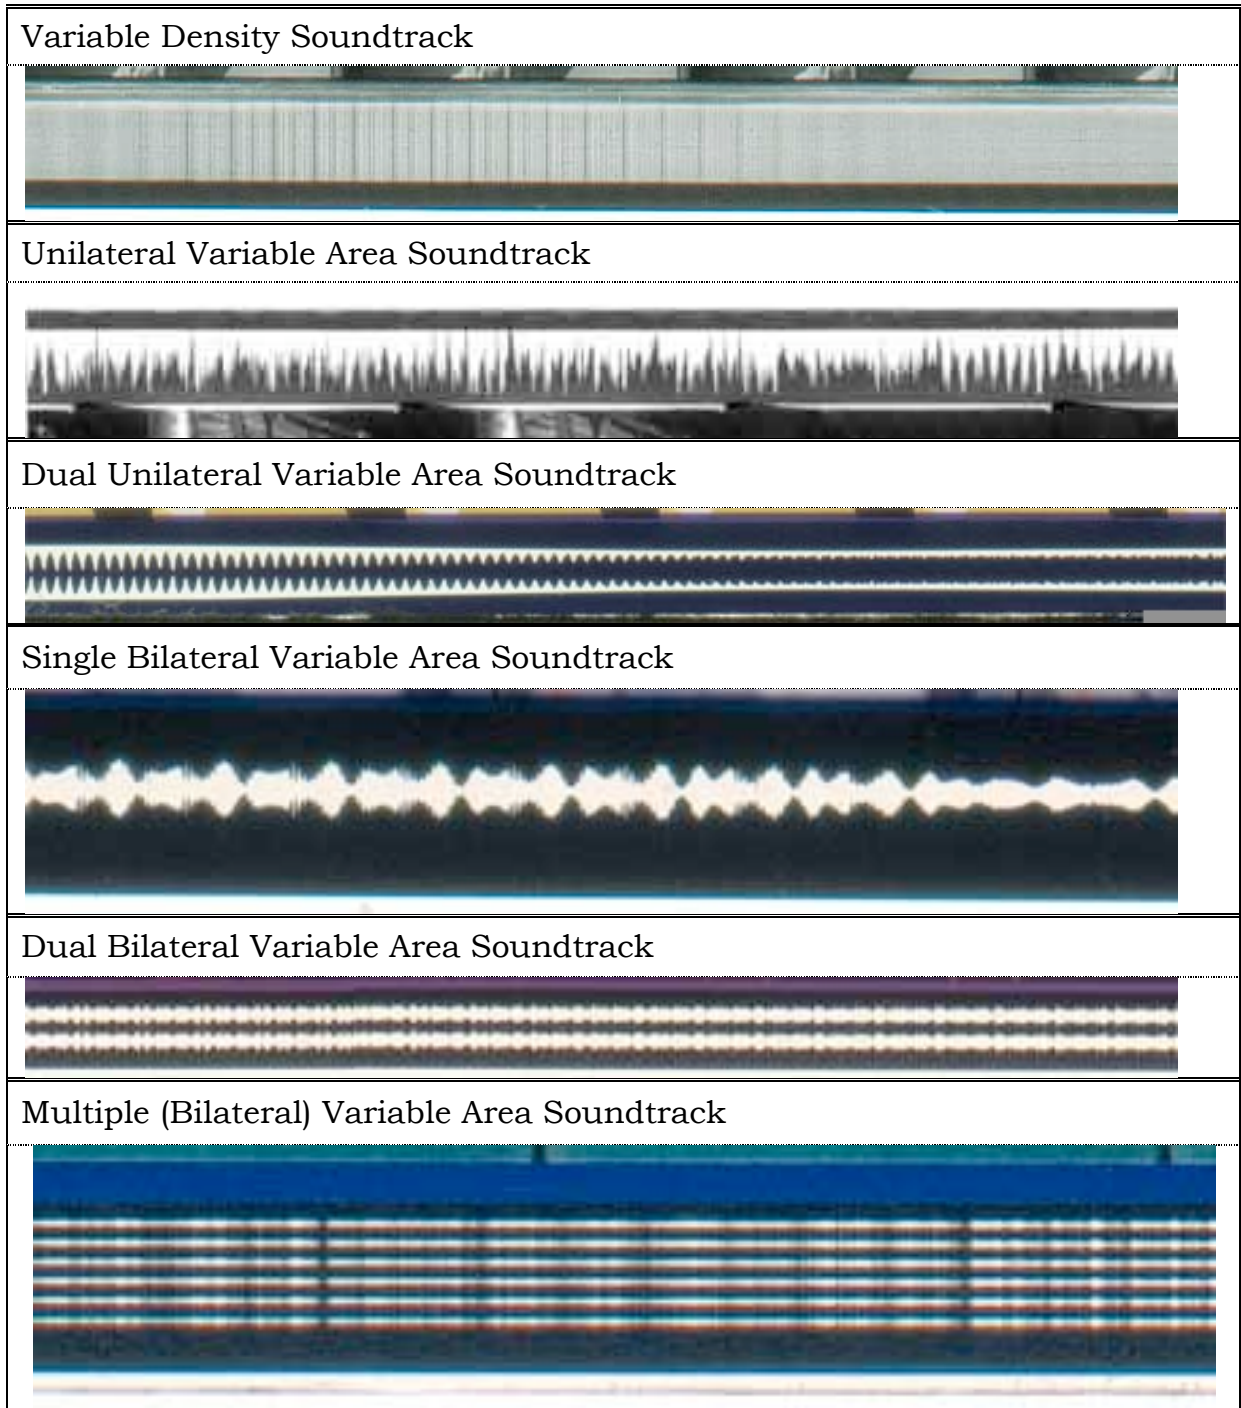 Variable Density Soundtrack
Unilateral Variable Area Soundtrack
Dual Unilateral Variable Area Soundtrack
Single Bilateral Variable Area Soundtrack
Dual Bilateral Variable Area Soundtrack
Multiple (Bilateral) Variable Area Soundtrack